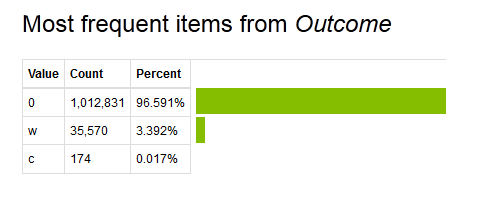 Most frequent items from Outcome
Value Count Percent
0 1,012,831 96.591%
w 35,570 3.392%
c 174 0.017%